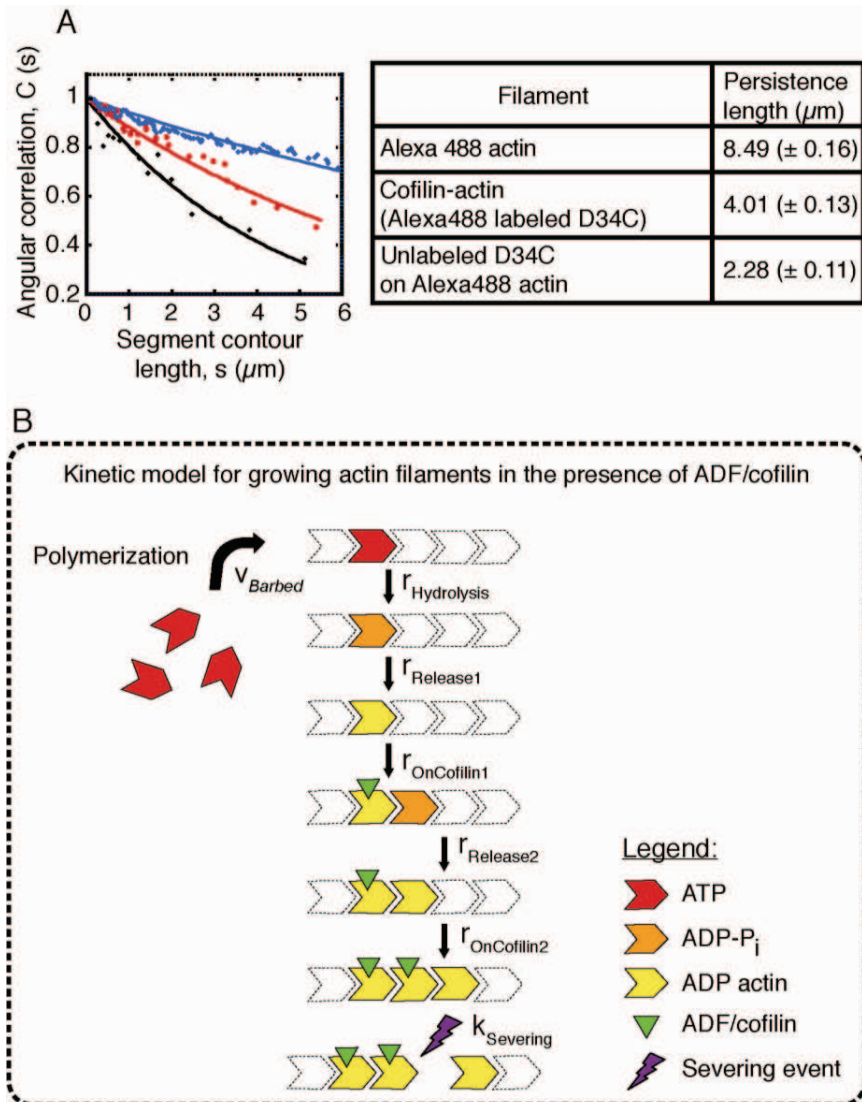 A
Angular correlation, C (s)
1
0.8
0.6
0.4
0.2
0 1 2 3 4 5 6
Segment contour
length, s (µm)
Filament
Persistence
length (µm)
Alexa 488 actin
8.49 (± 0.16)
Cofilin-actin
(Alexa488 labeled D34C)
4.01 (± 0.13)
Unlabeled D34C
on Alexa488 actin
2.28 (± 0.11)
B
Kinetic model for growing actin filaments in the presence of ADF/cofilin
Polymerization
vBarbed
rHydrolysis
rRelease1
rOnCofilin1
rRelease2
rOnCofilin2
kSevering
Legend:
ATP
ADP-Pi
ADP actin
ADF/cofilin
Severing event